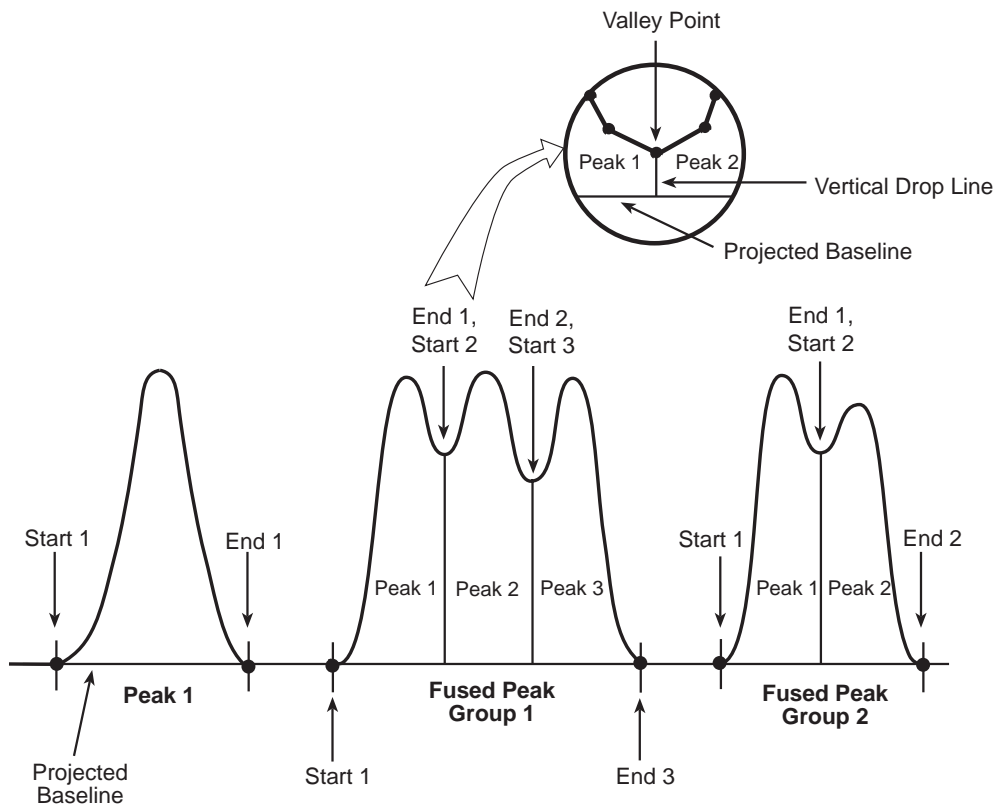 Valley Point
Peak 1
Peak 2
Vertical Drop Line
Projected Baseline
End 1,
Start 2
End 2,
Start 3
End 1,
Start 2
Start 1
End 1
Start 1
End 2
Peak 1
Peak 2
Peak 3
Peak 1
Peak 2
Peak 1
Fused Peak
Group 1
Fused Peak
Group 2
Projected
Baseline
Start 1
End 3